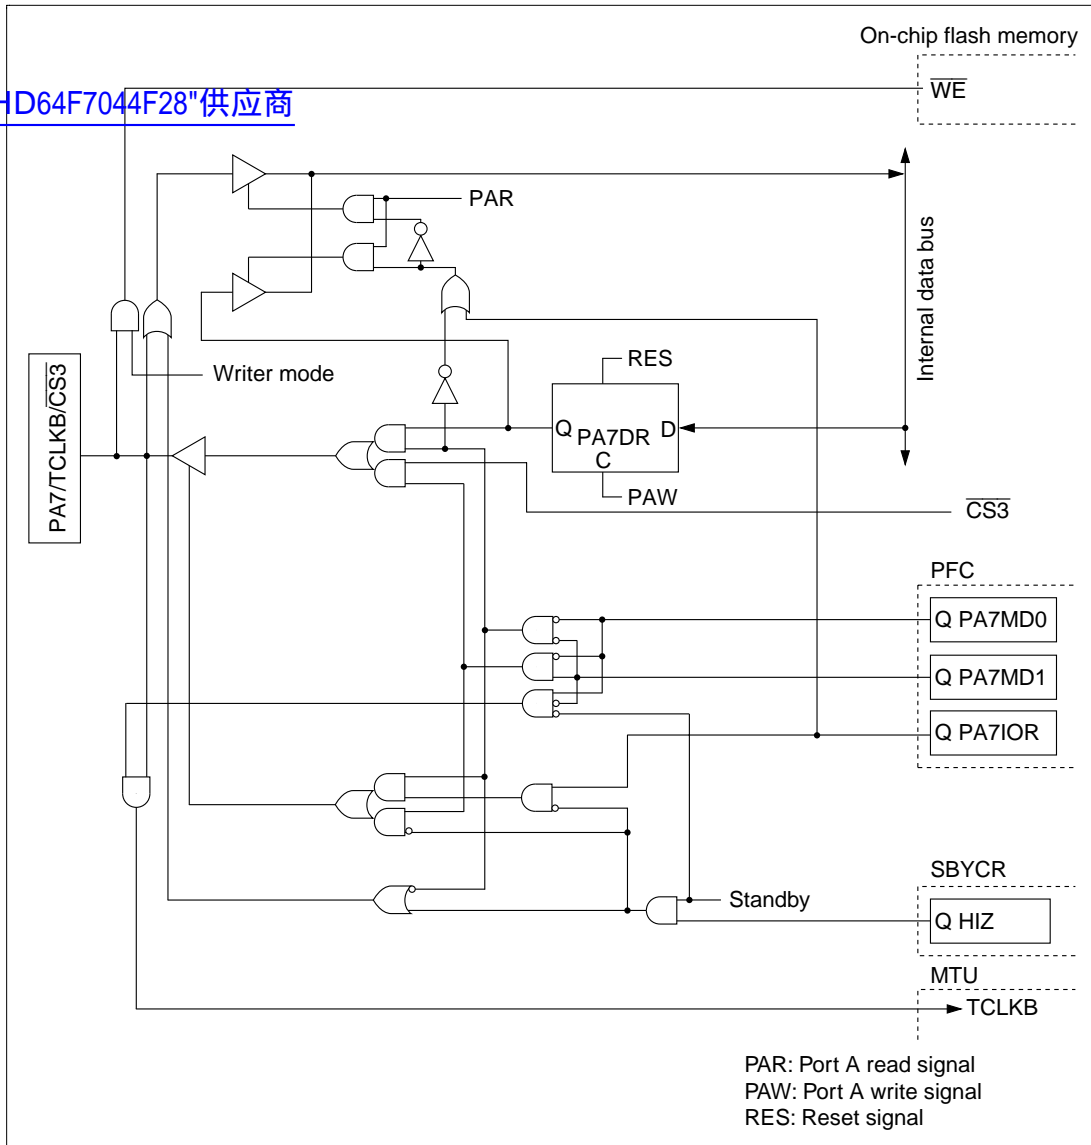 On-chip flash memory
WE
HD64F7044F28"供应商
PAR
Internal data bus
Writer mode
PA7/TCLKB/CS3
RES
Q PA7DR D
C
PAW
CS3
PFC
Q PA7MD0
Q PA7MD1
Q PA7IOR
SBYCR
Standby
Q HIZ
MTU
TCLKB
PAR: Port A read signal
PAW: Port A write signal
RES: Reset signal